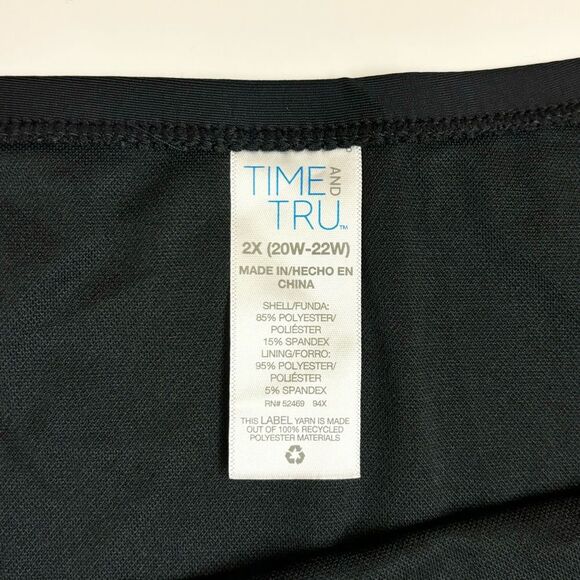 TIME AND
TRU™
2X (20W-22W)
MADE IN/HECHO EN
CHINA
SHELL/FUNDA:
85% POLYESTER/
POLIÉSTER
15% SPANDEX
LINING/FORRO:
95% POLYESTER/
POLIÉSTER
5% SPANDEX
RN# 52469 94X
THIS LABEL YARN IS MADE
OUT OF 100% RECYCLED
POLYESTER MATERIALS